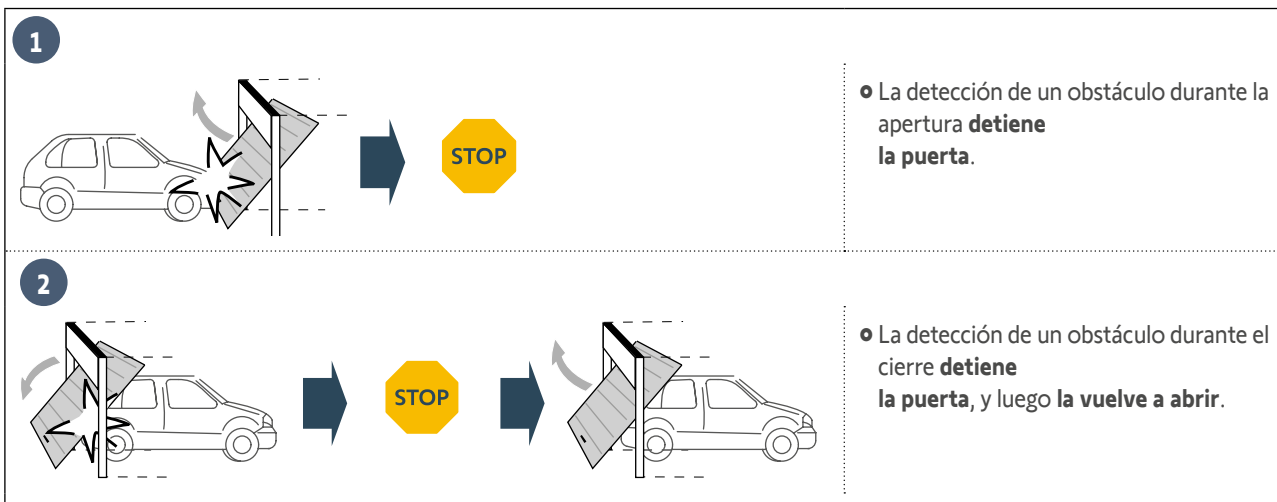 1
STOP
La detección de un obstáculo durante la
apertura detiene
la puerta.
2
STOP
La detección de un obstáculo durante el
cierre detiene
la puerta, y luego la vuelve a abrir.